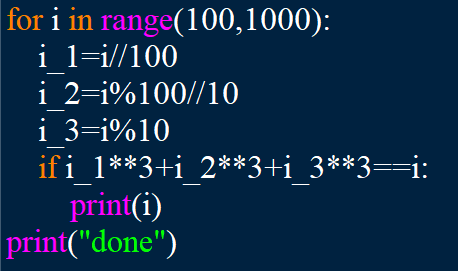 for i in range(100,1000):
    i_1=i//100
    i_2=i%100//10
    i_3=i%10
    if i_1**3+i_2**3+i_3**3==i:
        print(i)
print("done")